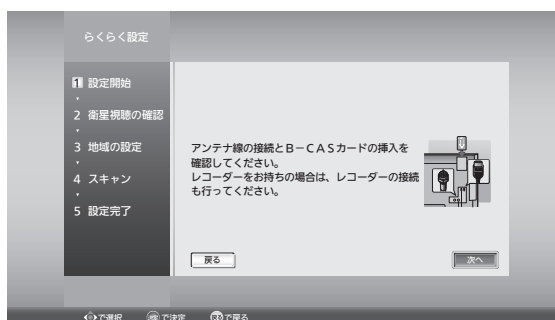 らくらく設定
1 設定開始
2 衛星視聴の確認
3 地域の設定
4 スキャン
5 設定完了
アンテナ線の接続とB－CASカードの挿入を
確認してください。
レコーダーをお持ちの場合は、レコーダーの接続
も行ってください。
戻る
次へ
で選択 で決定 で戻る